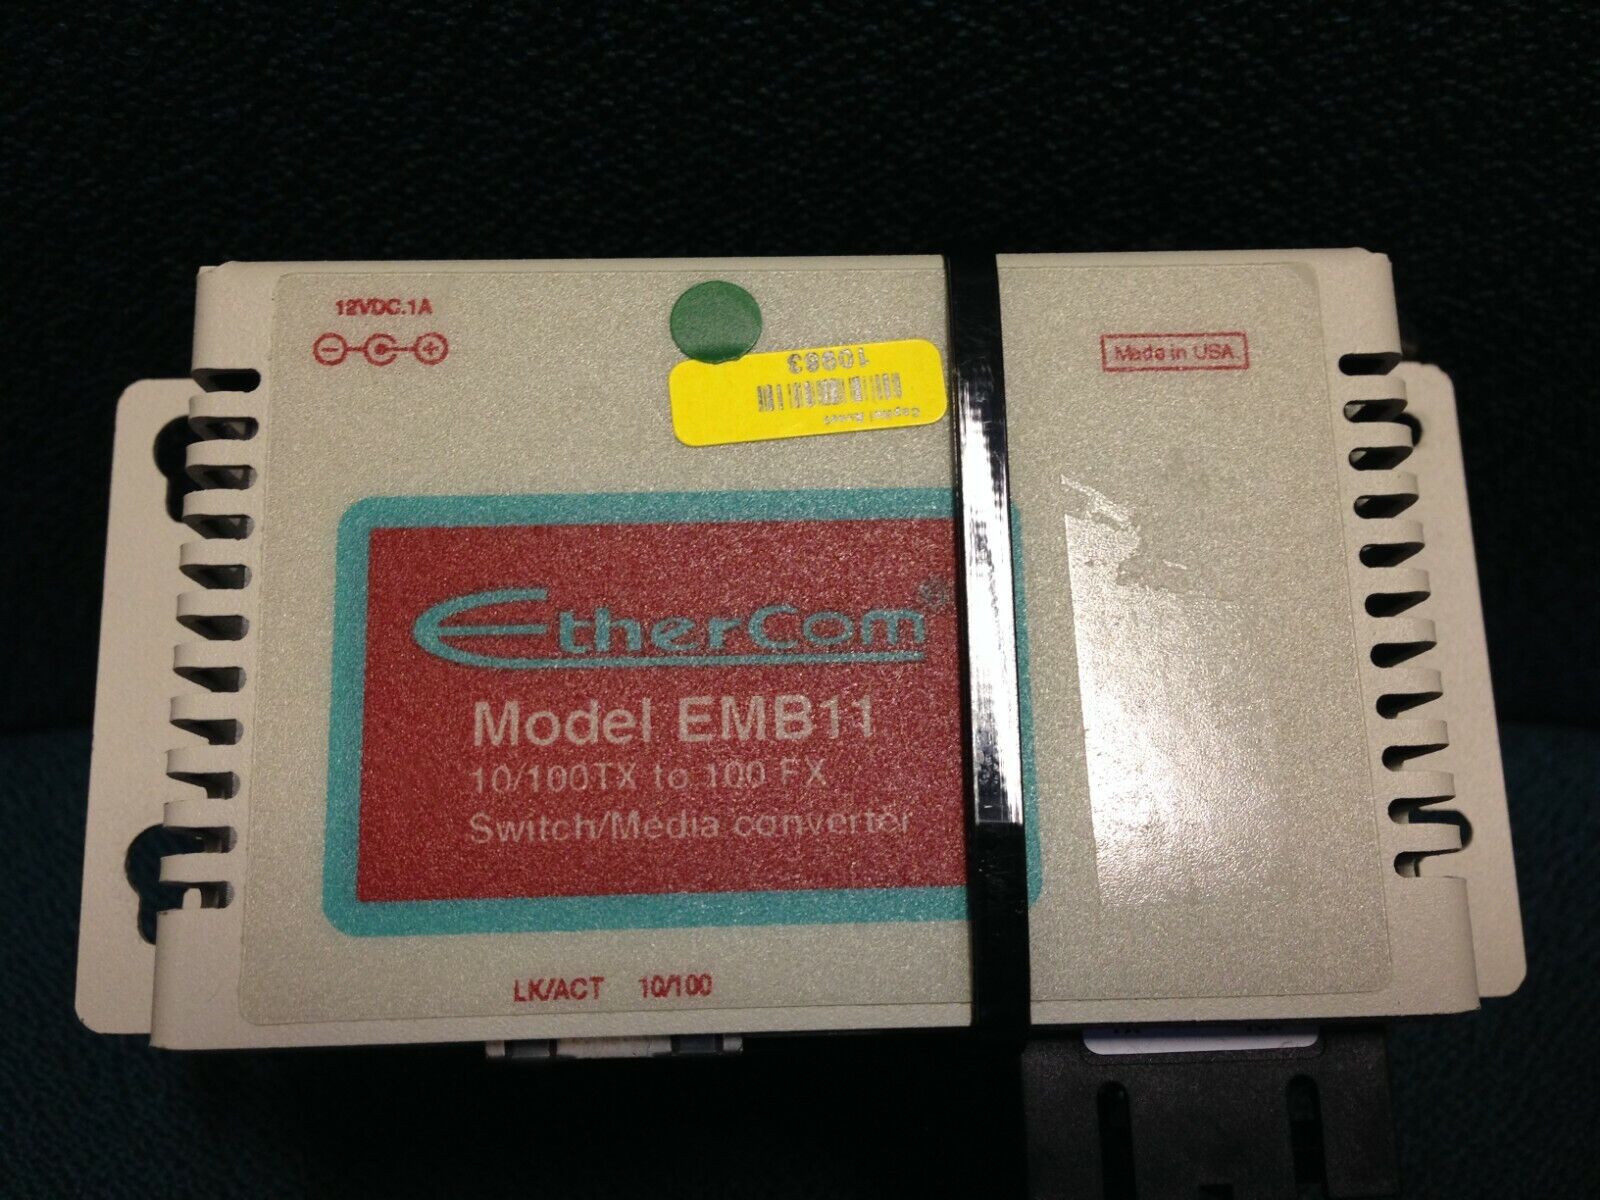 12VDC.1A
Made in USA.
10963
EtherCom®
Model EMB11
10/100TX to 100 FX
Switch/Media converter
LK/ACT 10/100